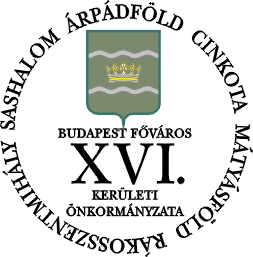 RÁKOSSZENTMIHÁLY SASHALOM ÁRPÁDFÖLD CINKOTA MÁTYÁSFÖLD
BUDAPEST FŐVÁROS
XVI.
KERÜLETI
ÖNKORMÁNYZATA